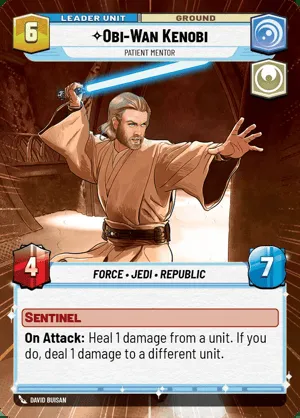 LEADER UNIT
GROUND
6
✧OBI-WAN KENOBI
PATIENT MENTOR
4
7
FORCE • JEDI • REPUBLIC
SENTINEL
On Attack: Heal 1 damage from a unit. If you
do, deal 1 damage to a different unit.
DAVID BUISAN